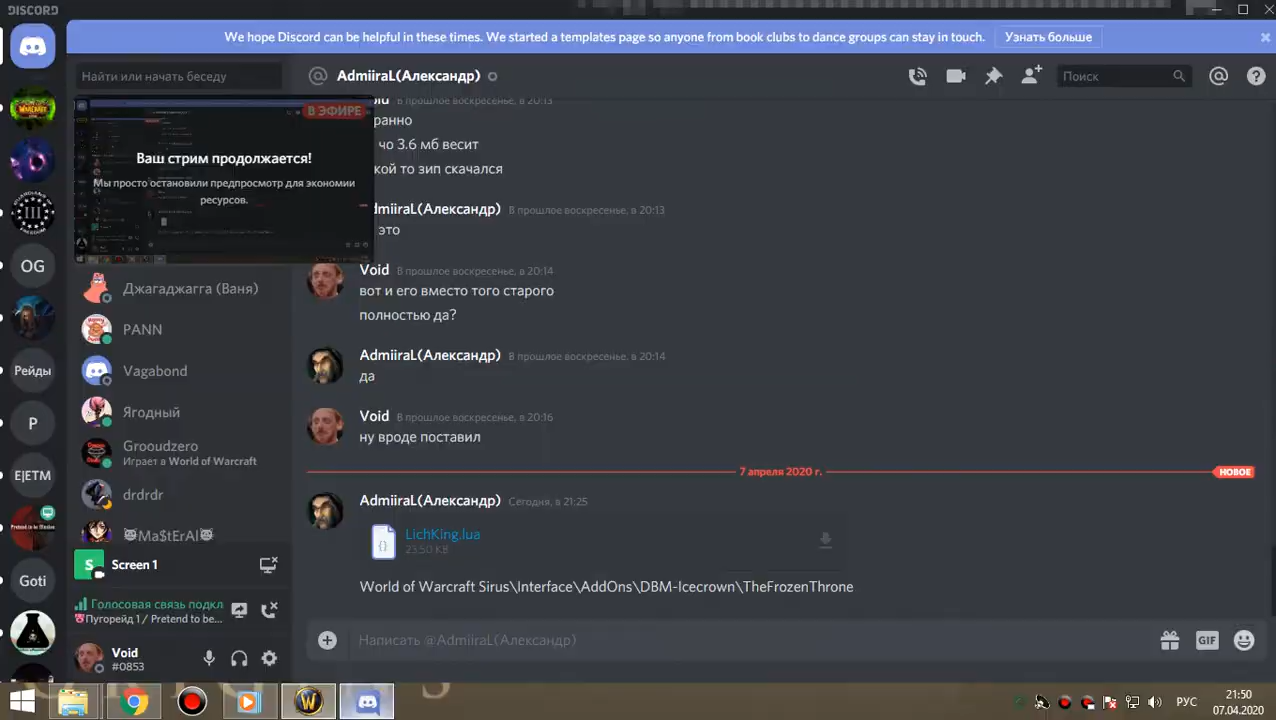 DISCORD
We hope Discord can be helpful in these times. We started a templates page so anyone from book clubs to dance groups can stay in touch.
Узнать больше
Найти или начать беседу
AdmiiraL(Александр)
Поиск
В ЭФИРЕ
Ваш стрим продолжается!
Мы просто остановили предпросмотр для экономии
ресурсов.
В прошлое воскресенье, в 20:13
чо 3.6 мб весит
то зип скачался
В прошлое воскресенье, в 20:13
это
Void В прошлое воскресенье, в 20:14
вот и его вместо того старого
полностью да?
AdmiiraL(Александр) В прошлое воскресенье, в 20:14
да
Void В прошлое воскресенье, в 20:16
ну вроде поставил
7 апреля 2020 г.
НОВОЕ
AdmiiraL(Александр) Сегодня, в 21:25
LichKing.lua
23.50 KB
World of Warcraft Sirus\Interface\AddOns\DBM-Icecrown\TheFrozenThrone
Написать @AdmiiraL(Александр)
GIF
OG
Рейды
P
E|ETM
Goti
Джагаджагга (Ваня)
PANN
Vagabond
Ягодный
Grooudzero
Играет в World of Warcraft
drdrdr
Ma$tErAl
S
Screen 1
Голосовая связь подкл
Пугорейд 1 / Pretend to be...
Void
#0853
РУС
21:50
07.04.2020